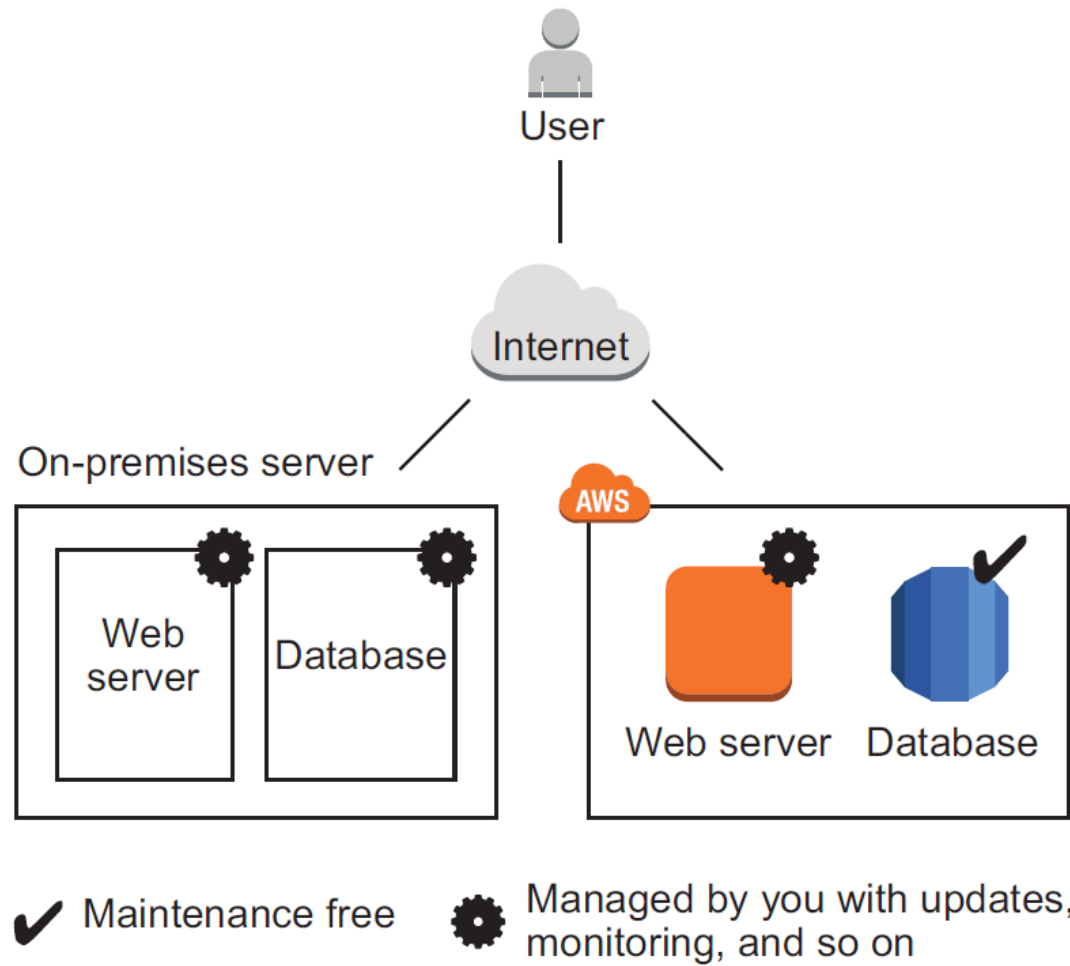 User
Internet
On-premises server
AWS
Web
server
Database
Web server
Database
Maintenance free
Managed by you with updates,
monitoring, and so on